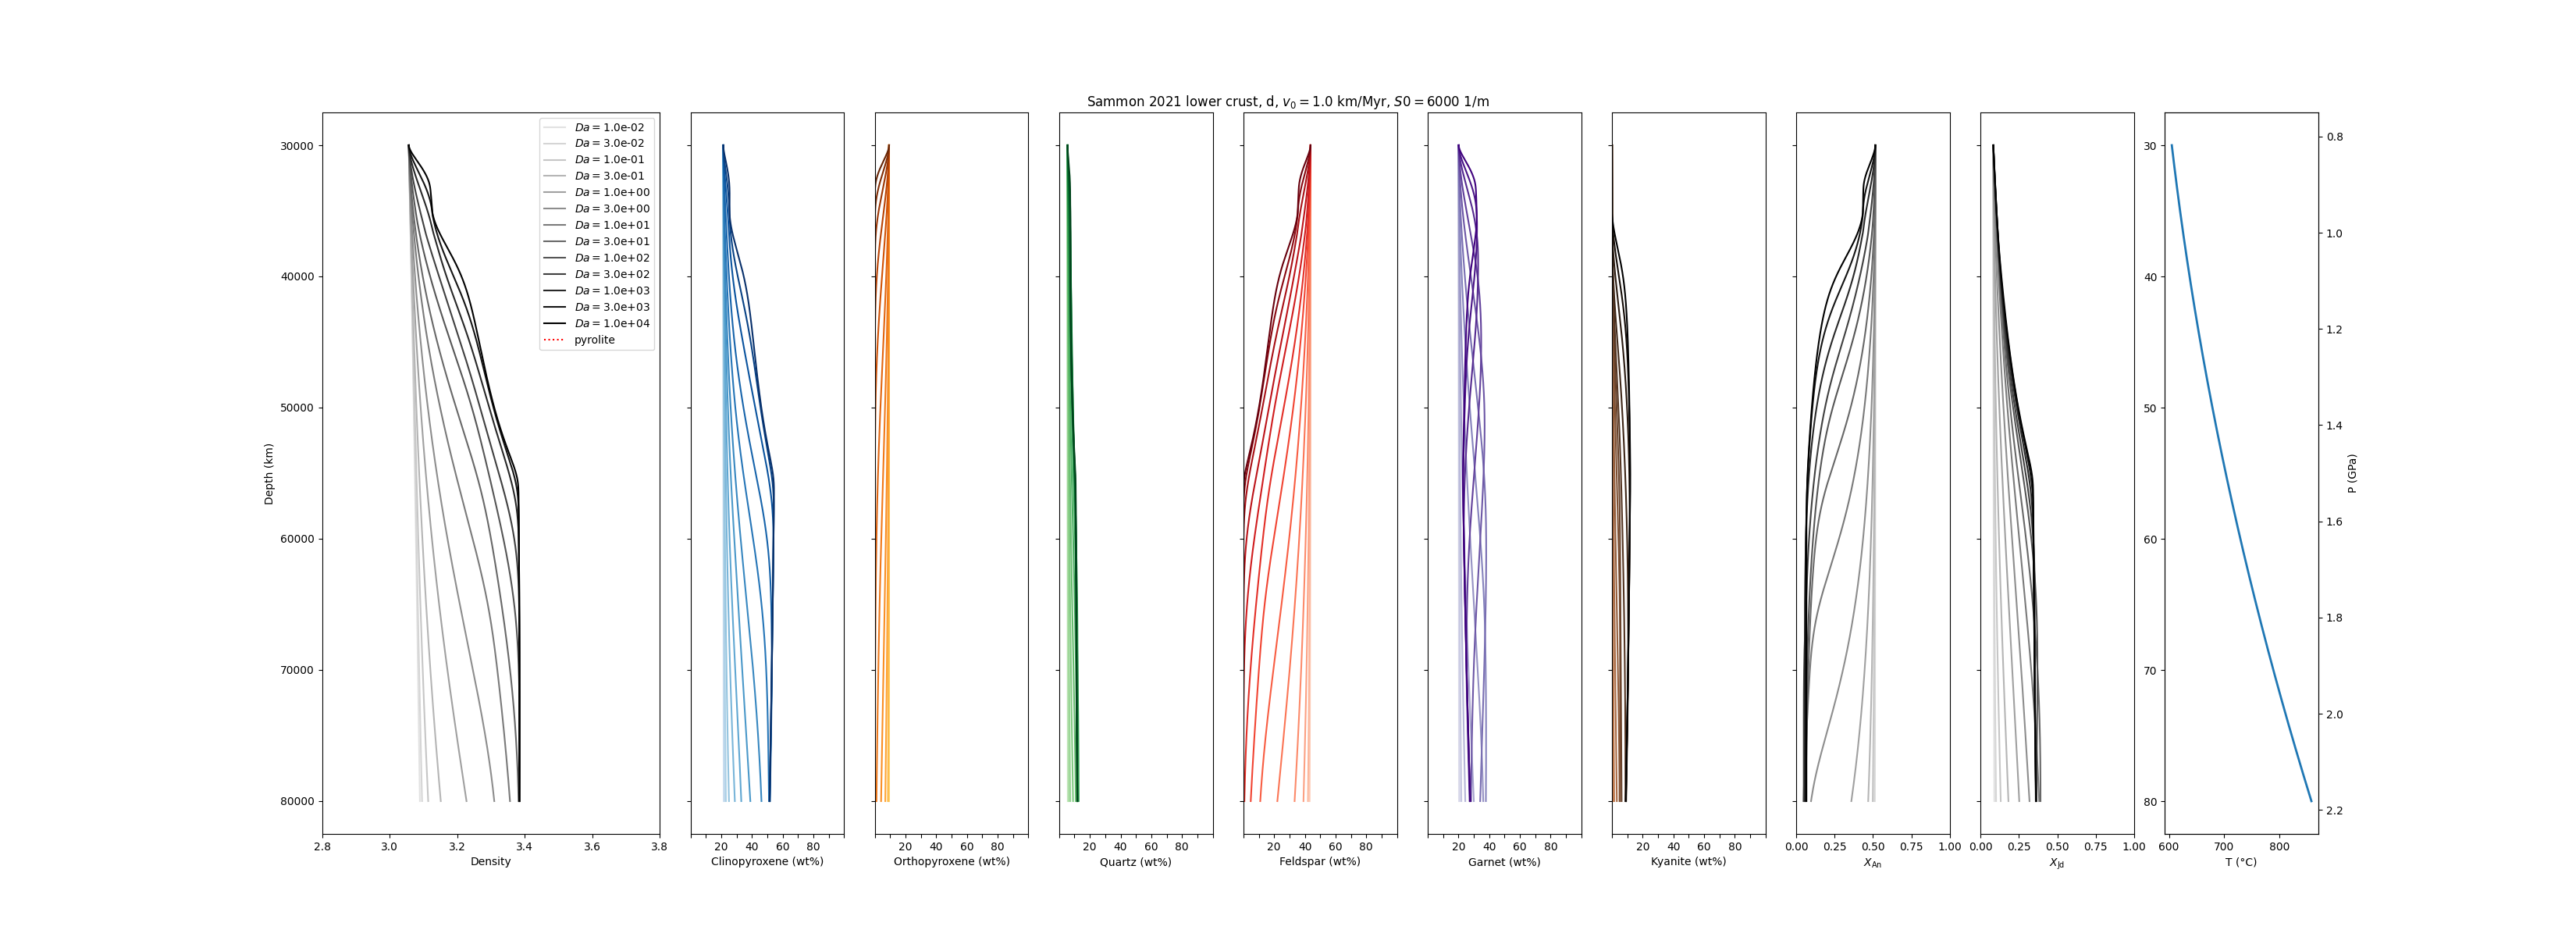 Sammon 2021 lower crust, d, v₀ = 1.0 km/Myr, S0 = 6000 1/m
Da = 1.0e-02
Da = 3.0e-02
Da = 1.0e-01
Da = 3.0e-01
Da = 1.0e+00
Da = 3.0e+00
Da = 1.0e+01
Da = 3.0e+01
Da = 1.0e+02
Da = 3.0e+02
Da = 1.0e+03
Da = 3.0e+03
Da = 1.0e+04
pyrolite
Depth (km)
30000
40000
50000
60000
70000
80000
2.8 3.0 3.2 3.4 3.6 3.8
Density
20 40 60 80
Clinopyroxene (wt%)
20 40 60 80
Orthopyroxene (wt%)
20 40 60 80
Quartz (wt%)
20 40 60 80
Feldspar (wt%)
20 40 60 80
Garnet (wt%)
20 40 60 80
Kyanite (wt%)
0.00 0.25 0.50 0.75 1.00
X_An
0.00 0.25 0.50 0.75 1.00
X_Jd
30
40
50
60
70
80
600 700 800
T (°C)
0.8
1.0
1.2
1.4
1.6
1.8
2.0
2.2
P (GPa)